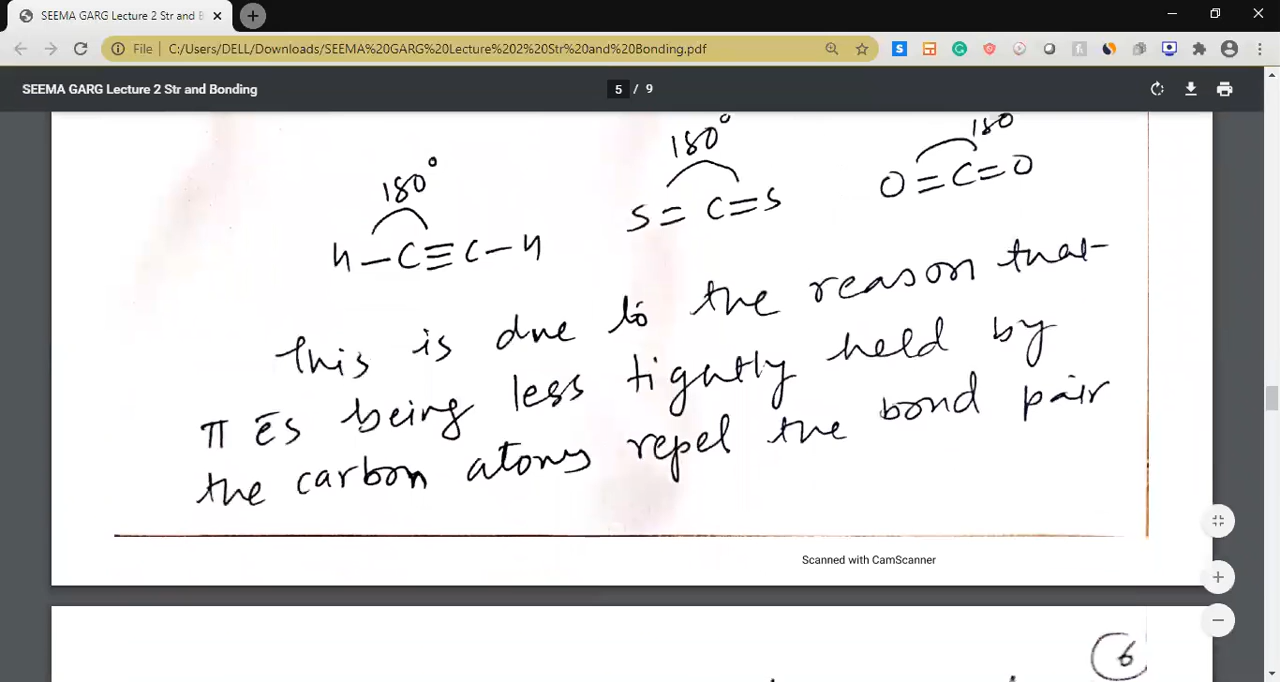 SEEMA GARG Lecture 2 Str and B
File C:/Users/DELL/Downloads/SEEMA%20GARG%20Lecture%202%20Str%20and%20Bonding.pdf
SEEMA GARG Lecture 2 Str and Bonding
5 / 9
180° 180° 180
H-C≡C-H S=C=S O=C=O
This is due to the reason that
π ēs being less tightly held by
the carbon atoms repel the bond pair
Scanned with CamScanner
6